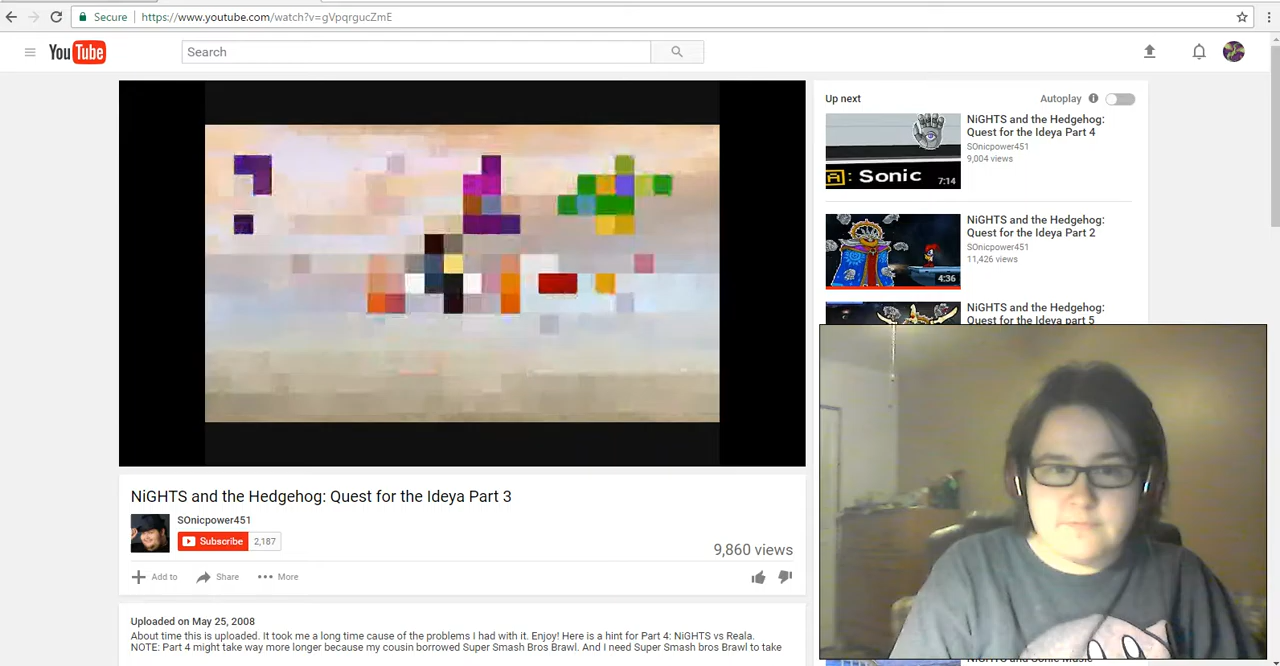 Secure https://www.youtube.com/watch?v=gVpqrgucZmE
YouTube
Search
Up next
Autoplay
NiGHTS and the Hedgehog:
Quest for the Ideya Part 4
SOnicpower451
9,004 views
A: Sonic
7:14
NiGHTS and the Hedgehog:
Quest for the Ideya Part 2
SOnicpower451
11,426 views
4:36
NiGHTS and the Hedgehog:
Quest for the Ideya part 5
NiGHTS and the Hedgehog: Quest for the Ideya Part 3
SOnicpower451
Subscribe 2,187
9,860 views
Add to Share More
Uploaded on May 25, 2008
About time this is uploaded. It took me a long time cause of the problems I had with it. Enjoy! Here is a hint for Part 4: NiGHTS vs Reala.
NOTE: Part 4 might take way more longer because my cousin borrowed Super Smash Bros Brawl. And I need Super Smash bros Brawl to take